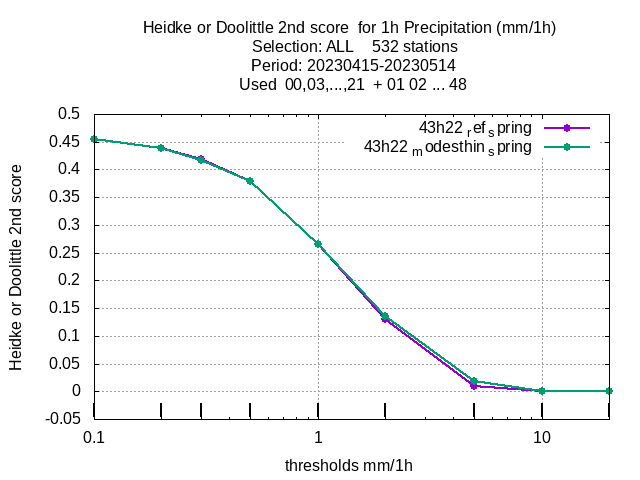 Heidke or Doolittle 2nd score  for 1h Precipitation (mm/1h)
Selection: ALL    532 stations
Period: 20230415-20230514
Used  00,03,...,21  + 01 02 ... 48
43h22 ref spring
43h22 modesthin spring
Heidke or Doolittle 2nd score
0.5
0.45
0.4
0.35
0.3
0.25
0.2
0.15
0.1
0.05
0
-0.05
0.1 1 10
thresholds mm/1h